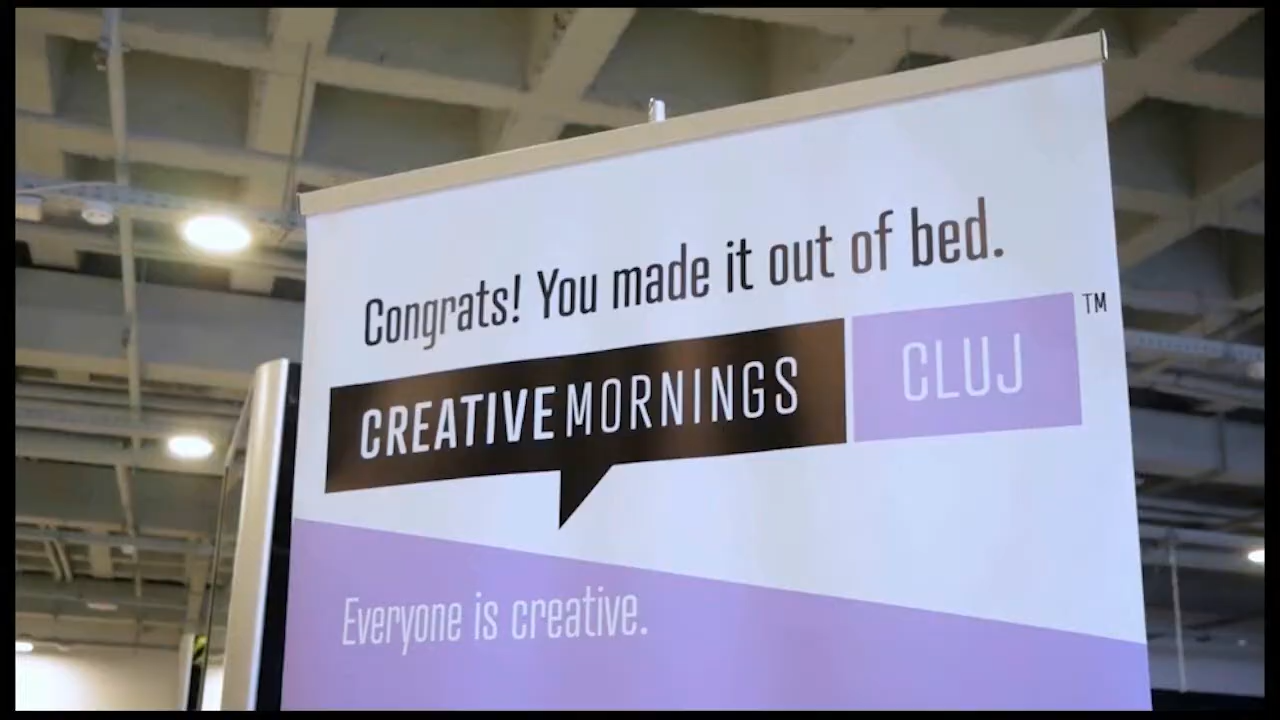 Congrats! You made it out of bed.
CREATIVEMORNINGS CLUJ ™
Everyone is creative.